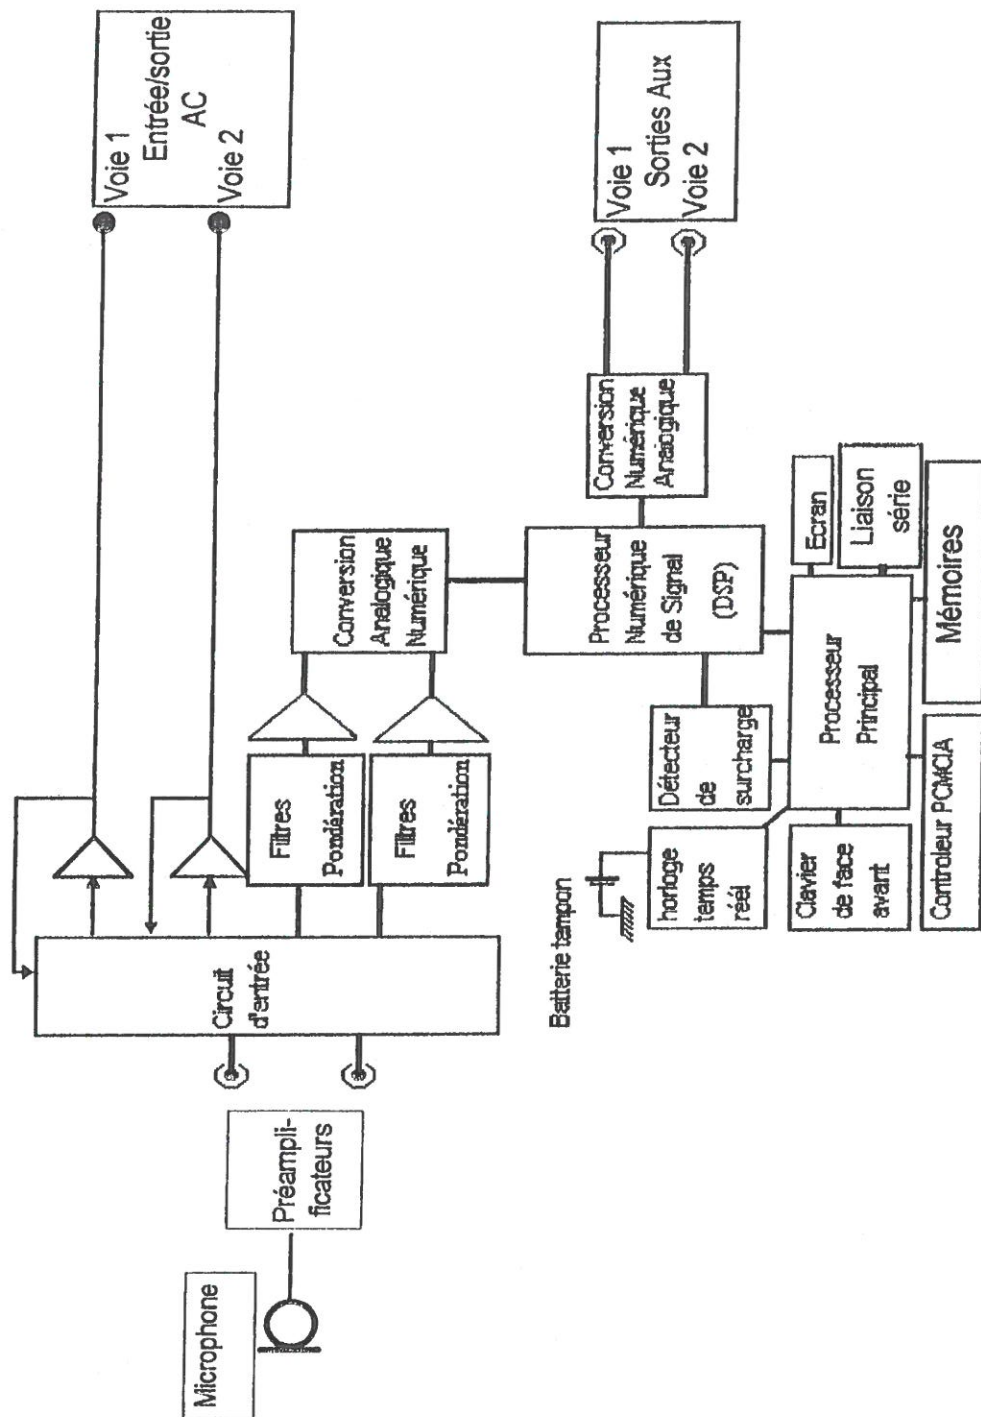 Microphone
Préampli-
ficateurs
Circuit
d'entrée
Voie 1
Entrée/sortie
AC
Voie 2
Filtres
Pondération
Filtres
Pondération
Conversion
Analogique
Numérique
Processeur
Numérique
de Signal
(DSP)
Conversion
Numérique
Analogique
Voie 1
Sorties Aux
Voie 2
Batterie tampon
horloge
temps
réel
Détecteur
de
surcharge
Clavier
de face
avant
Processeur
Principal
Ecran
Liaison
série
Controleur PCMCIA
Mémoires